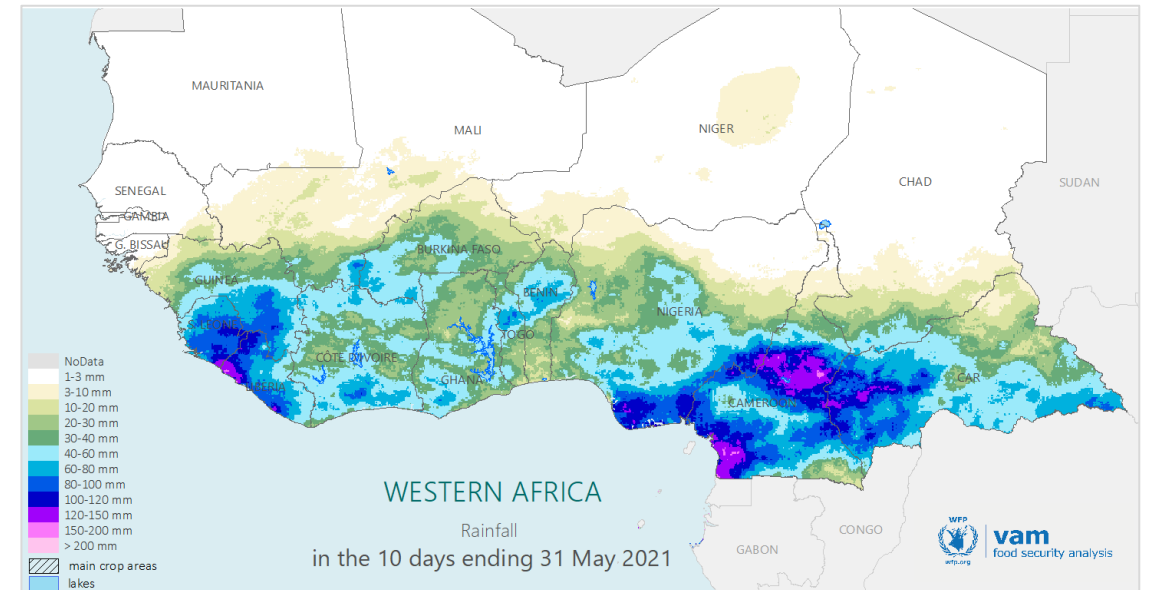 MAURITANIA
MALI
NIGER
CHAD
SUDAN
SENEGAL
GAMBIA
G. BISSAU
BURKINA FASO
GUINEA
BENIN
NIGERIA
TOGO
CÔTE D'IVOIRE
GHANA
CAR
CAMEROUN
CONGO
GABON
NoData
1-3 mm
3-10 mm
10-20 mm
20-30 mm
30-40 mm
40-60 mm
60-80 mm
80-100 mm
100-120 mm
120-150 mm
150-200 mm
> 200 mm
main crop areas
lakes
WESTERN AFRICA
Rainfall
in the 10 days ending 31 May 2021
WFP
wfp.org
vam
food security analysis